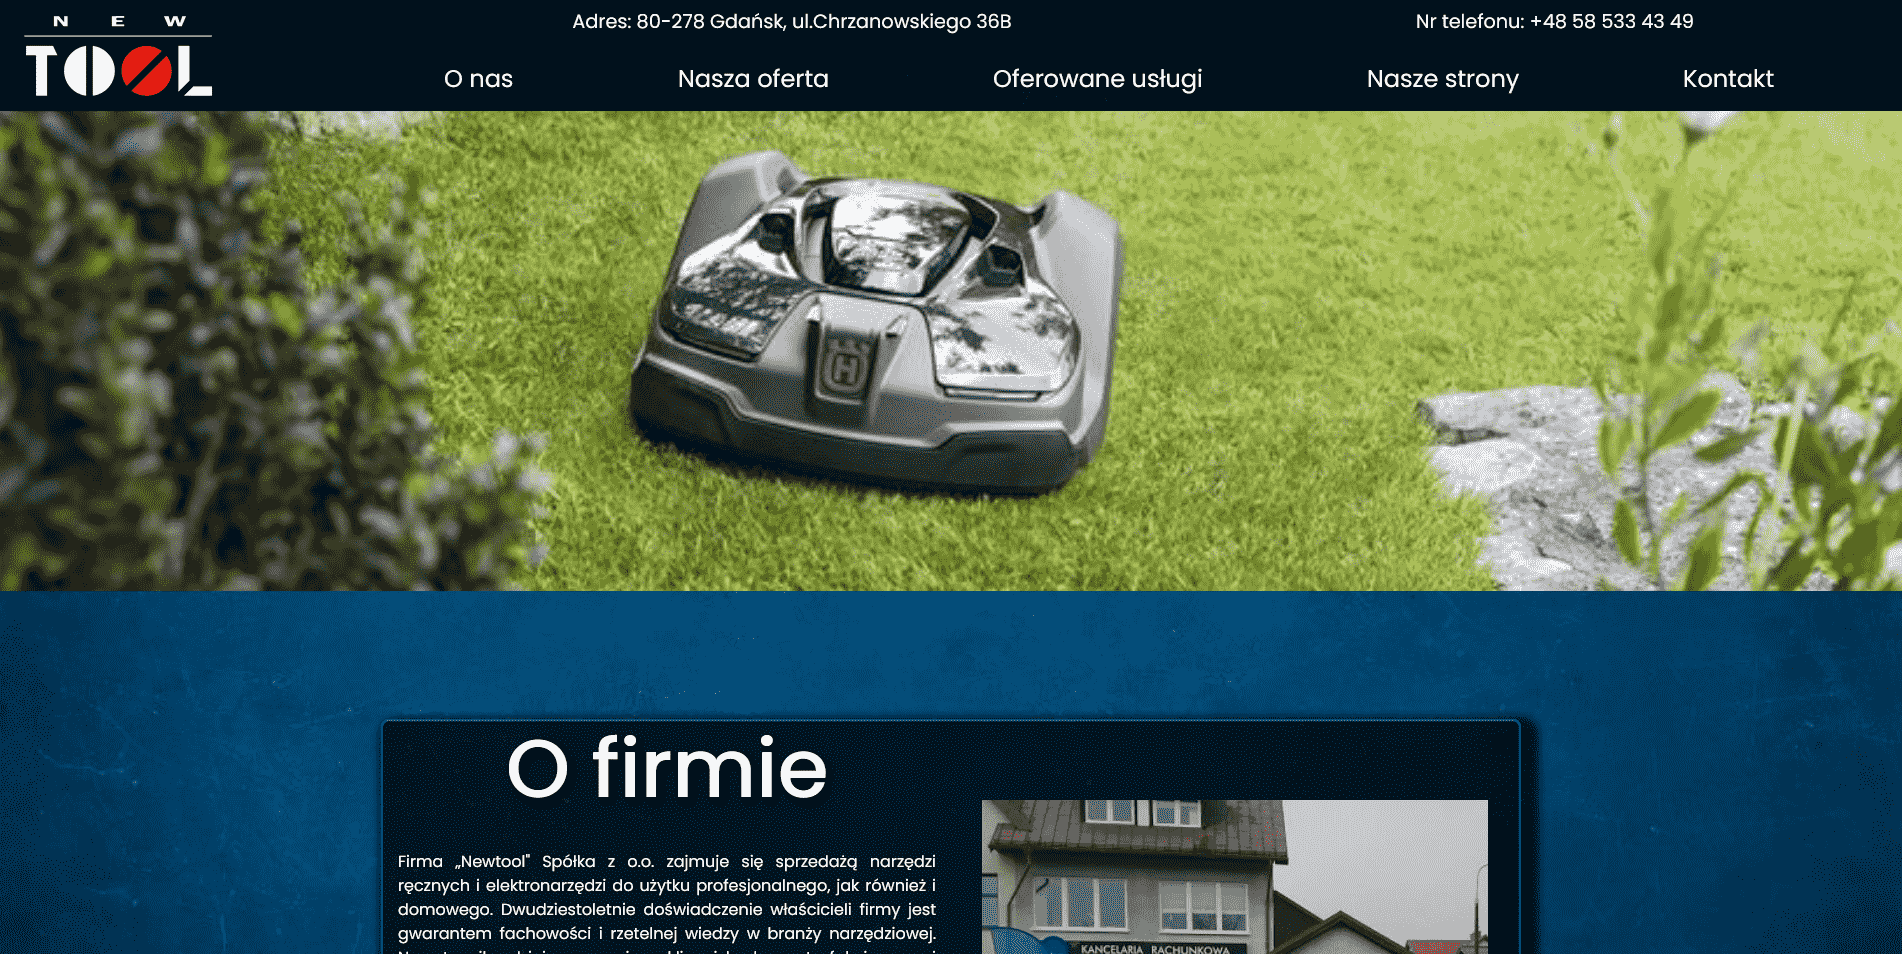 NEW
TOOL
Adres: 80-278 Gdańsk, ul.Chrzanowskiego 36B
Nr telefonu: +48 58 533 43 49
O nas
Nasza oferta
Oferowane usługi
Nasze strony
Kontakt
H
O firmie
Firma „Newtool" Spółka z o.o. zajmuje się sprzedażą narzędzi
ręcznych i elektronarzędzi do użytku profesjonalnego, jak również i
domowego. Dwudziestoletnie doświadczenie właścicieli firmy jest
gwarantem fachowości i rzetelnej wiedzy w branży narzędziowej.
KANCELARIA RACHUNKOWA